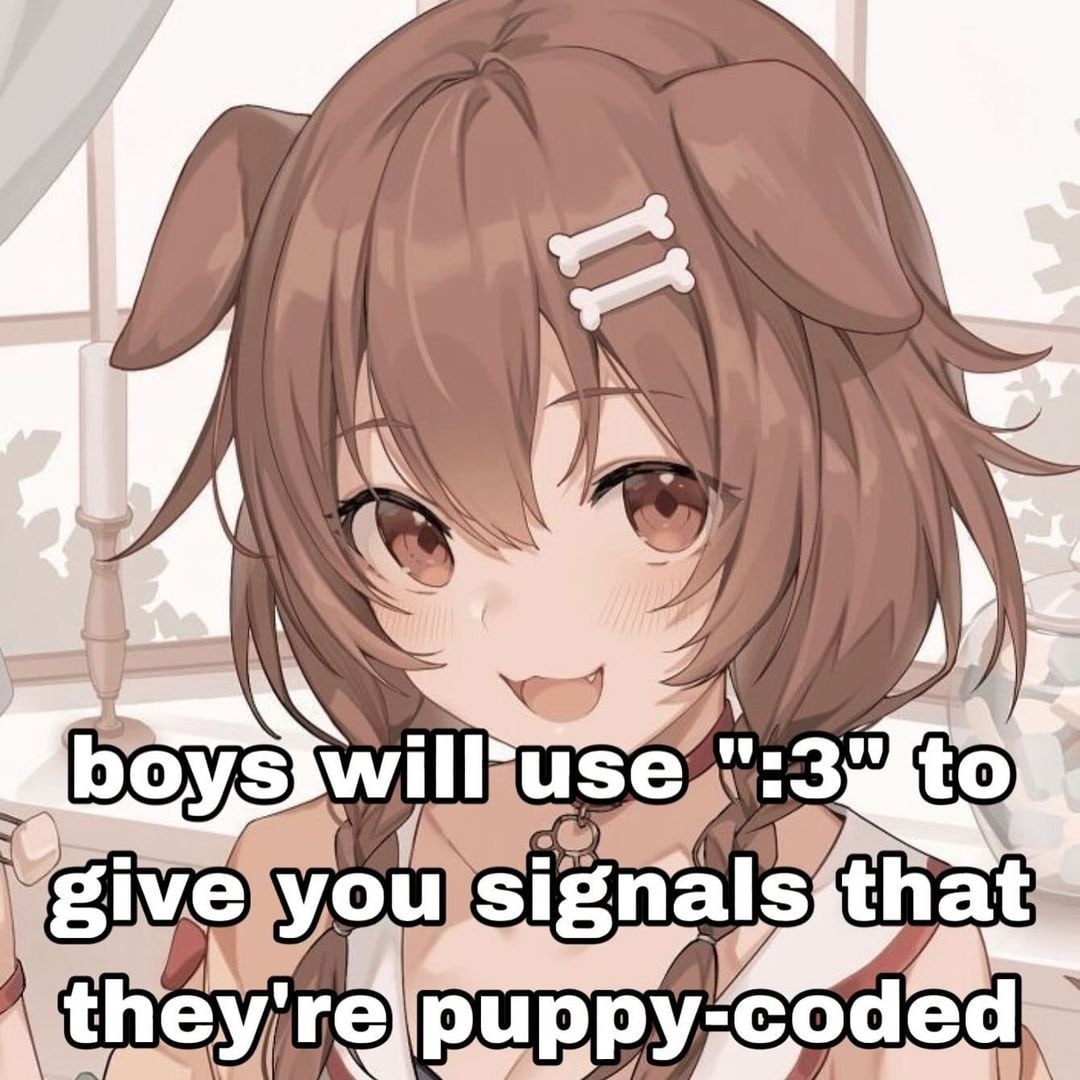 boys will use ":3" to
give you signals that
they're puppy-coded